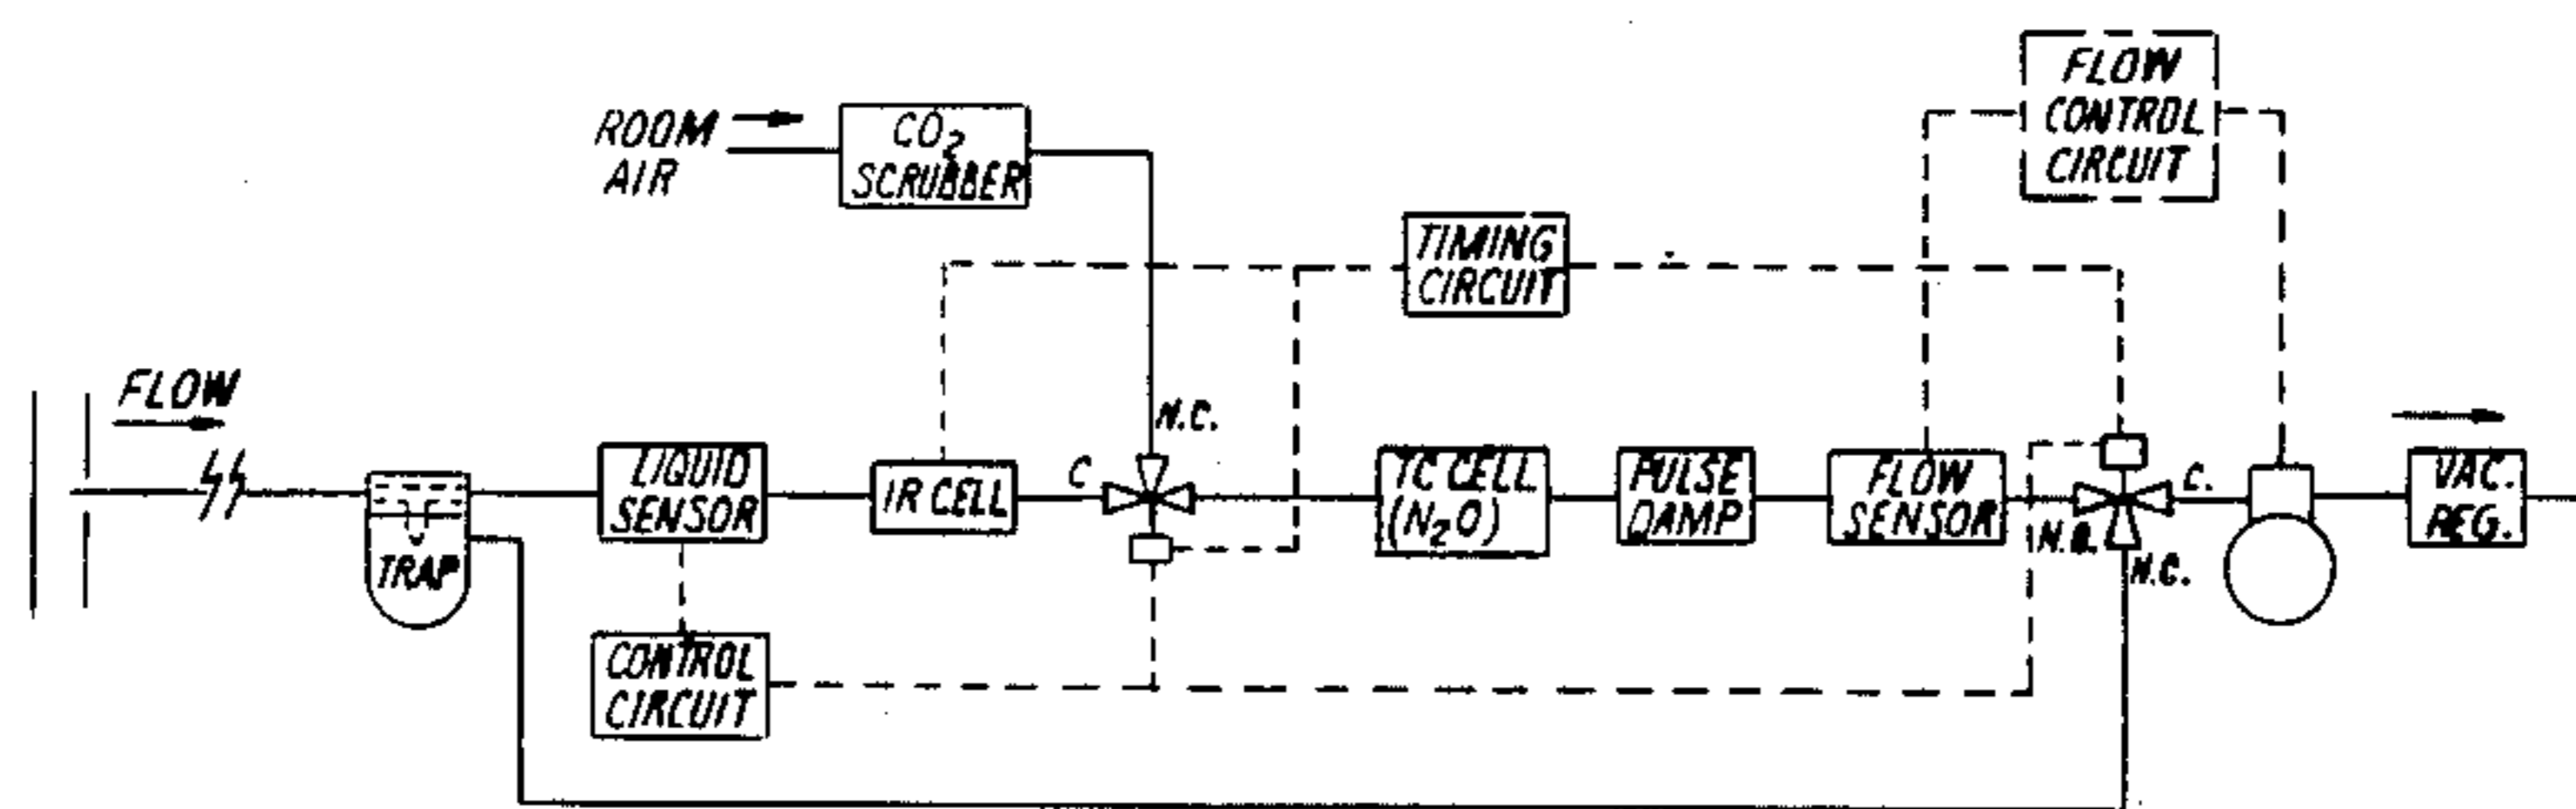 FLOW
CONTROL
CIRCUIT
ROOM
AIR
CO2
SCRUBBER
TIMING
CIRCUIT
FLOW
N.C.
TRAP
LIQUID
SENSOR
IR CELL
C
TC CELL
(N2O)
PULSE
DAMP
FLOW
SENSOR
N.O.
C.
N.C.
VAC.
REG.
CONTROL
CIRCUIT